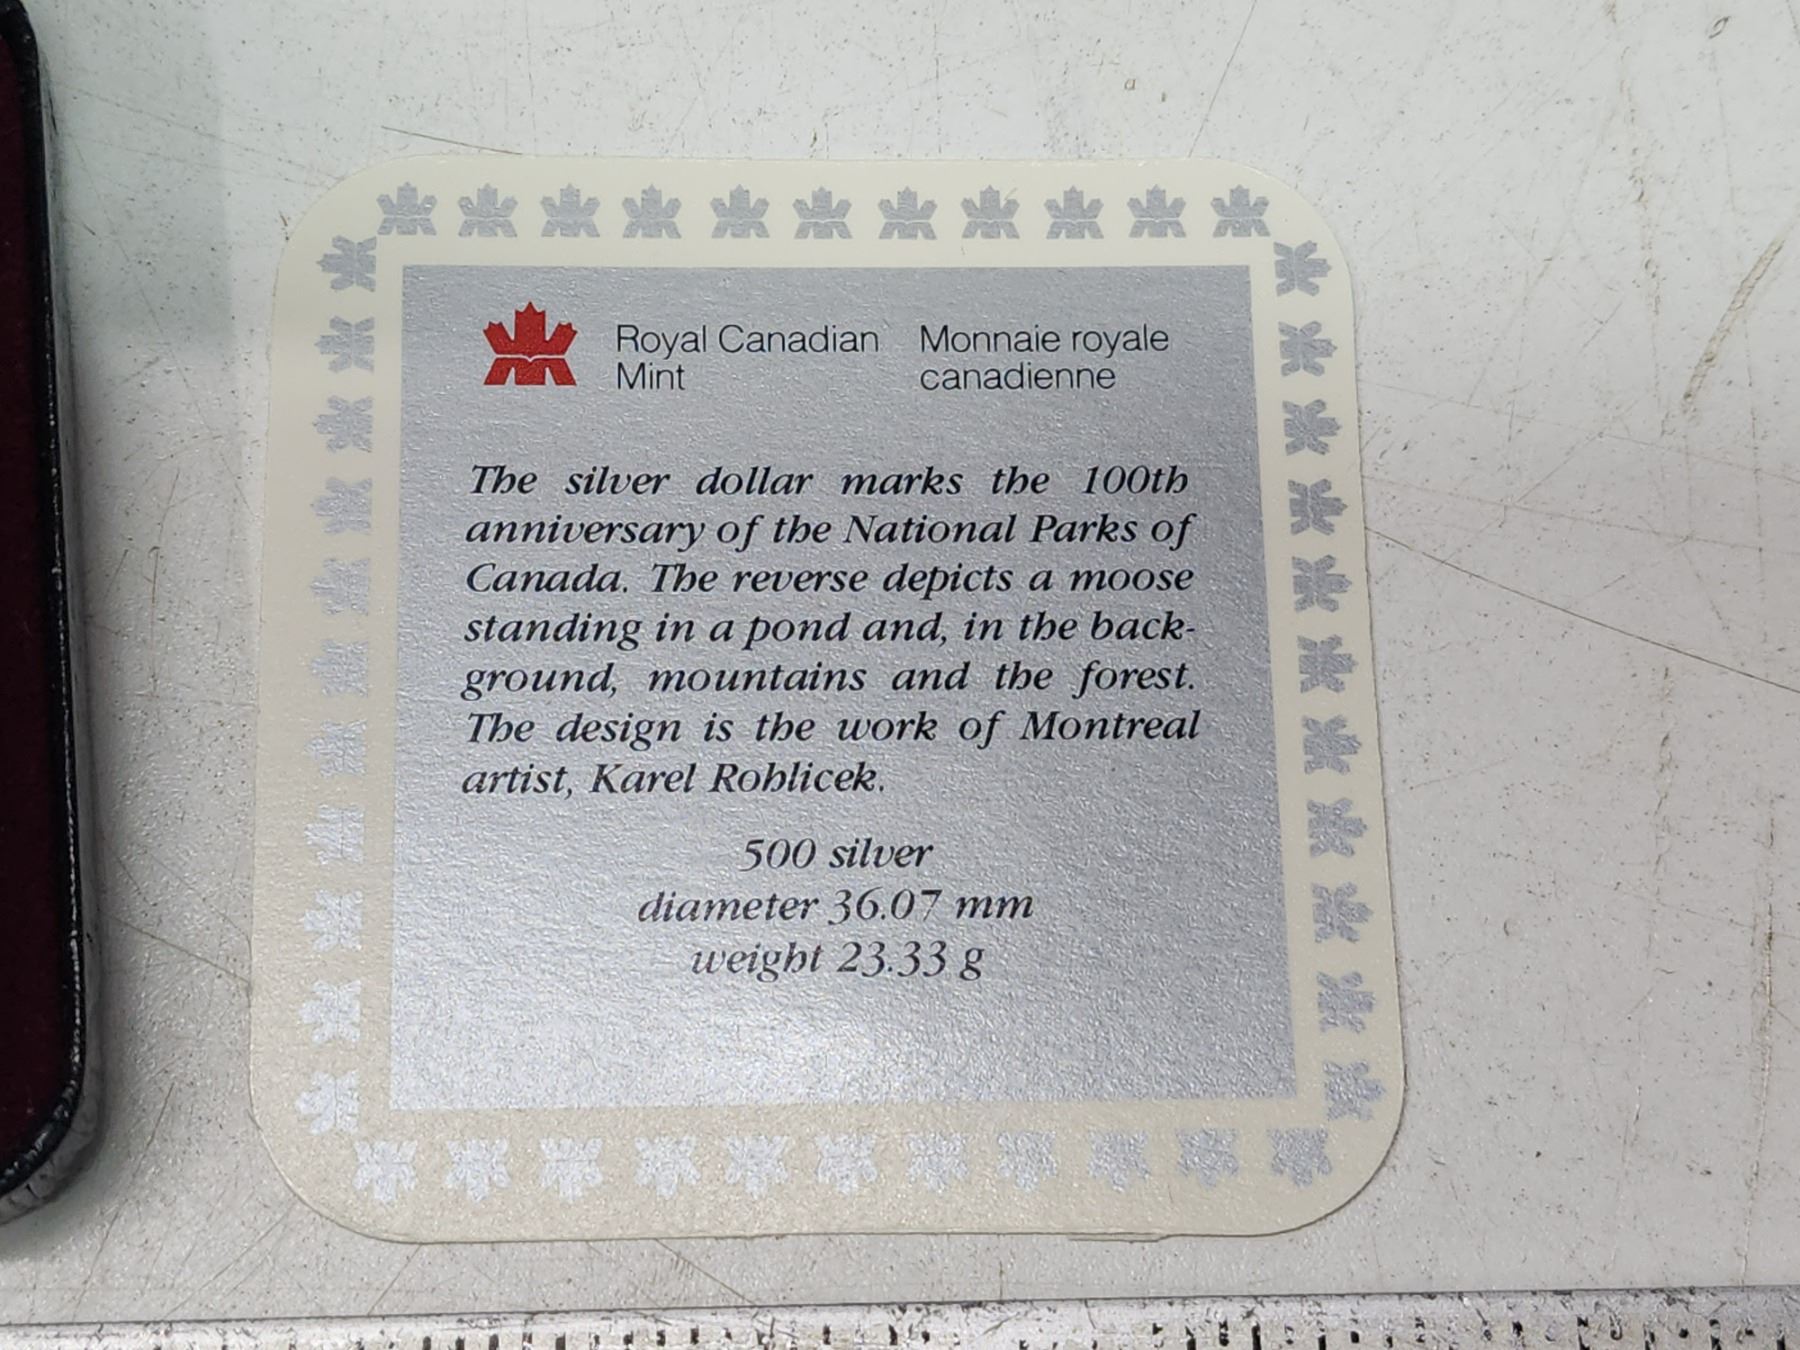 Royal Canadian Monnaie royale
Mint canadienne
The silver dollar marks the 100th
anniversary of the National Parks of
Canada. The reverse depicts a moose
standing in a pond and, in the back-
ground, mountains and the forest.
The design is the work of Montreal
artist, Karel Rohlicek.
500 silver
diameter 36.07 mm
weight 23.33 g